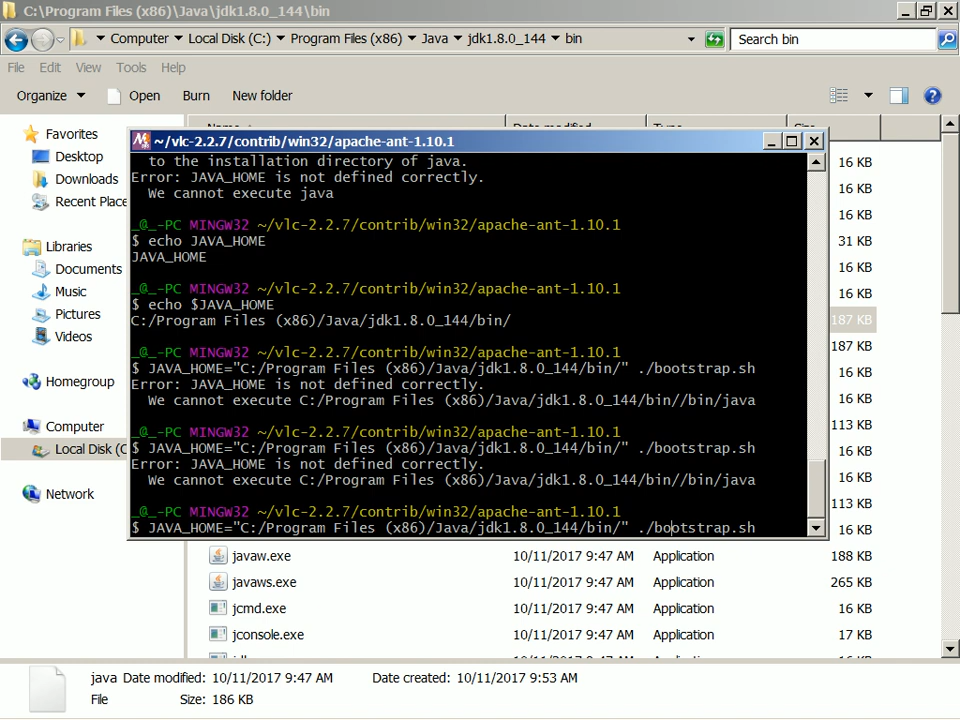 C:\Program Files (x86)\Java\jdk1.8.0_144\bin
Computer Local Disk (C:) Program Files (x86) Java jdk1.8.0_144 bin Search bin
File Edit View Tools Help
Organize Open Burn New folder
Favorites
Desktop
Downloads
Recent Place
Libraries
Documents
Music
Pictures
Videos
Homegroup
Computer
Local Disk (C
Network
~/vlc-2.2.7/contrib/win32/apache-ant-1.10.1
to the installation directory of java.
Error: JAVA_HOME is not defined correctly.
We cannot execute java
_@_-PC MINGW32 ~/vlc-2.2.7/contrib/win32/apache-ant-1.10.1
$ echo JAVA_HOME
JAVA_HOME
_@_-PC MINGW32 ~/vlc-2.2.7/contrib/win32/apache-ant-1.10.1
$ echo $JAVA_HOME
C:/Program Files (x86)/Java/jdk1.8.0_144/bin/
_@_-PC MINGW32 ~/vlc-2.2.7/contrib/win32/apache-ant-1.10.1
$ JAVA_HOME="C:/Program Files (x86)/Java/jdk1.8.0_144/bin/" ./bootstrap.sh
Error: JAVA_HOME is not defined correctly.
We cannot execute C:/Program Files (x86)/Java/jdk1.8.0_144/bin//bin/java
_@_-PC MINGW32 ~/vlc-2.2.7/contrib/win32/apache-ant-1.10.1
$ JAVA_HOME="C:/Program Files (x86)/Java/jdk1.8.0_144/bin/" ./bootstrap.sh
Error: JAVA_HOME is not defined correctly.
We cannot execute C:/Program Files (x86)/Java/jdk1.8.0_144/bin//bin/java
_@_-PC MINGW32 ~/vlc-2.2.7/contrib/win32/apache-ant-1.10.1
$ JAVA_HOME="C:/Program Files (x86)/Java/jdk1.8.0_144/bin/" ./bootstrap.sh
16 KB
16 KB
16 KB
31 KB
16 KB
16 KB
187 KB
187 KB
16 KB
16 KB
113 KB
16 KB
16 KB
113 KB
16 KB
javaw.exe 10/11/2017 9:47 AM Application 188 KB
javaws.exe 10/11/2017 9:47 AM Application 265 KB
jcmd.exe 10/11/2017 9:47 AM Application 16 KB
jconsole.exe 10/11/2017 9:47 AM Application 17 KB
java Date modified: 10/11/2017 9:47 AM Date created: 10/11/2017 9:53 AM
File Size: 186 KB